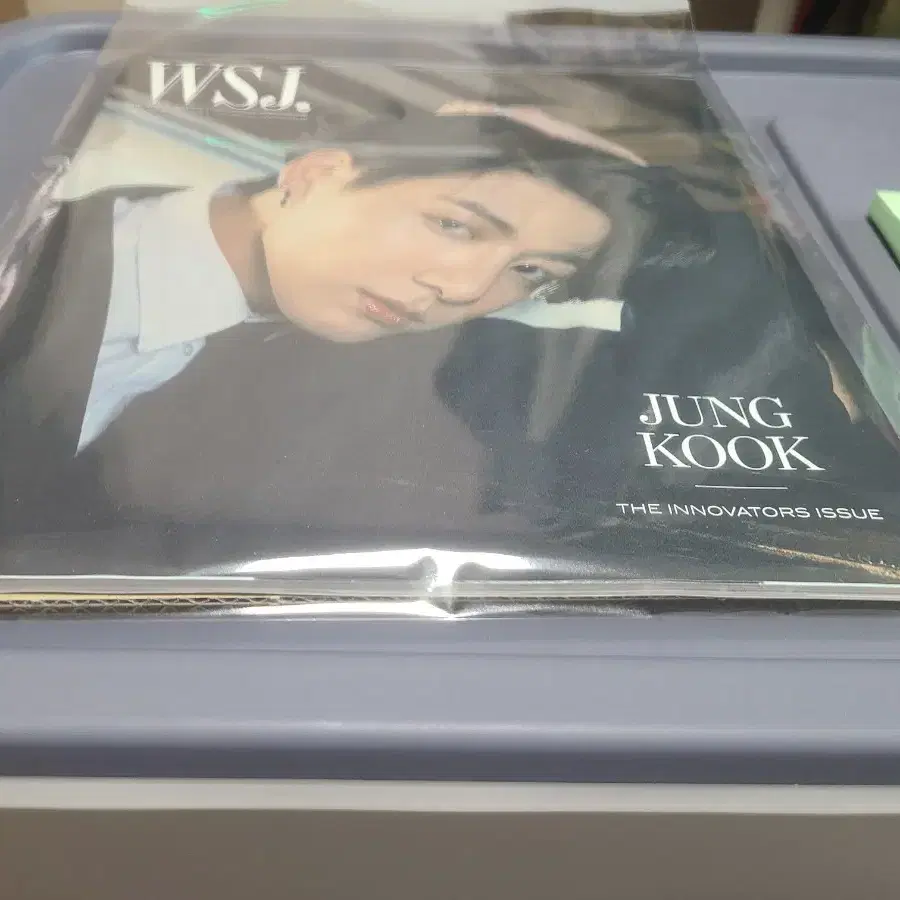 WSJ.
JUNG
KOOK
THE INNOVATORS ISSUE